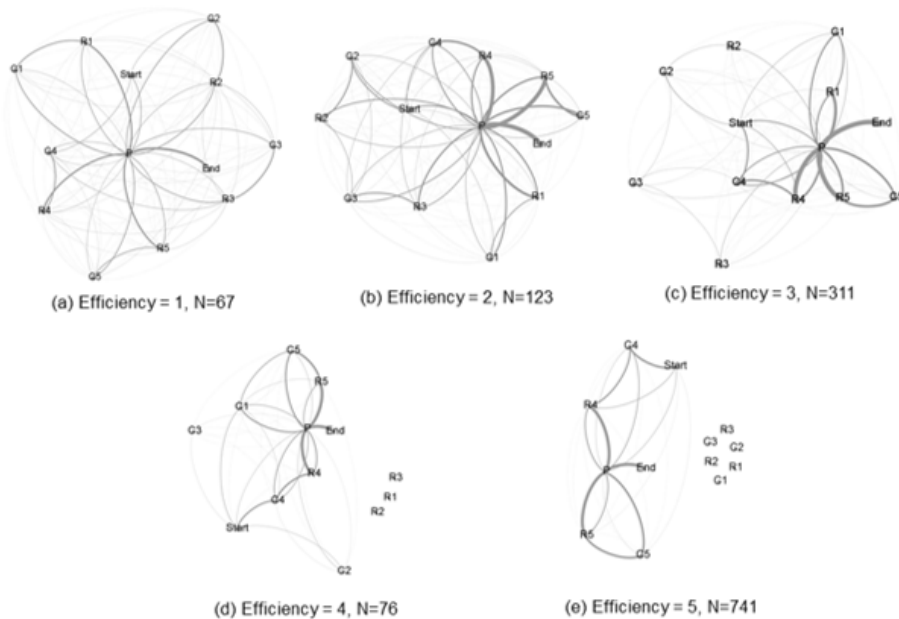 G2
R1
G1
Start
R2
G3
G4
P
End
R4
R3
R5
G5
(a) Efficiency = 1, N=67
G4
R4
G2
R5
Start
G5
R2
P
End
G3
R3
R1
G1
(b) Efficiency = 2, N=123
G1
R2
G2
R1
Start
End
P
G3
G4
R4
R5
G5
R3
(c) Efficiency = 3, N=311
G5
R5
G1
G3
P
End
R4
R3
G4
R1
R2
Start
G2
(d) Efficiency = 4, N=76
G4
Start
R4
R3
G3
G2
R2
R1
P
End
G1
R5
G5
(e) Efficiency = 5, N=741